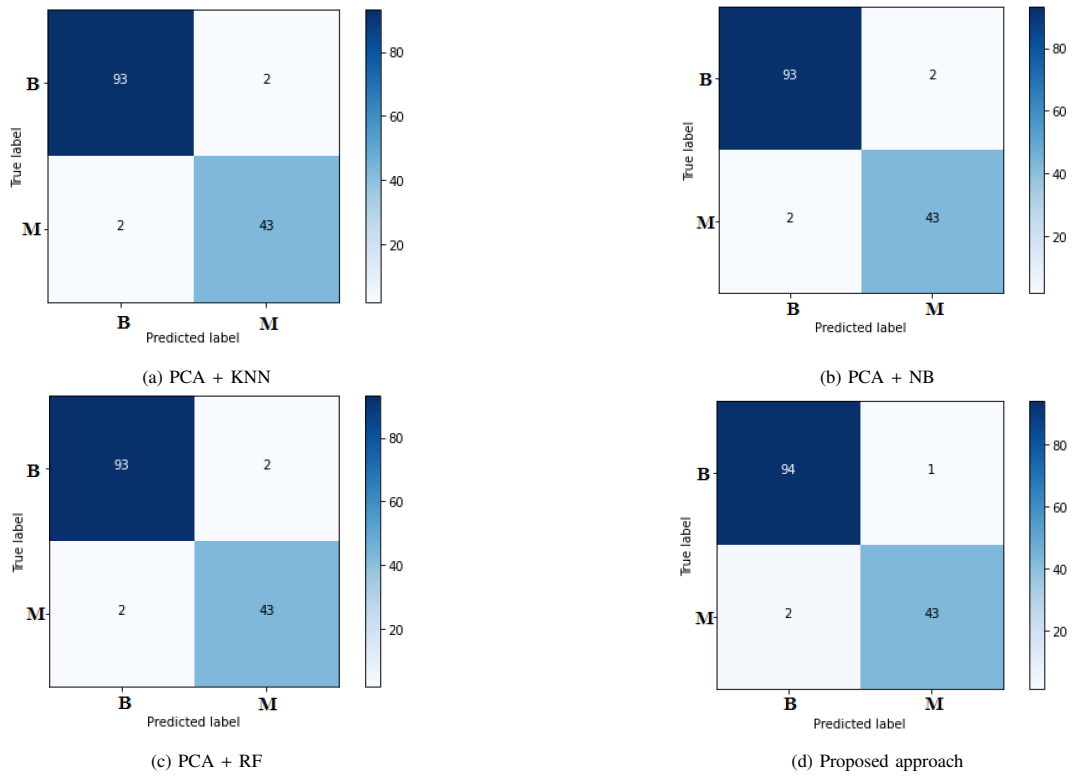 80
B
93
2
60
True label
40
M
2
43
20
B
M
Predicted label
(a) PCA + KNN
80
B
93
2
60
True label
40
M
2
43
20
B
M
Predicted label
(b) PCA + NB
80
B
93
2
60
True label
40
M
2
43
20
B
M
Predicted label
(c) PCA + RF
80
B
94
1
60
True label
40
M
2
43
20
B
M
Predicted label
(d) Proposed approach